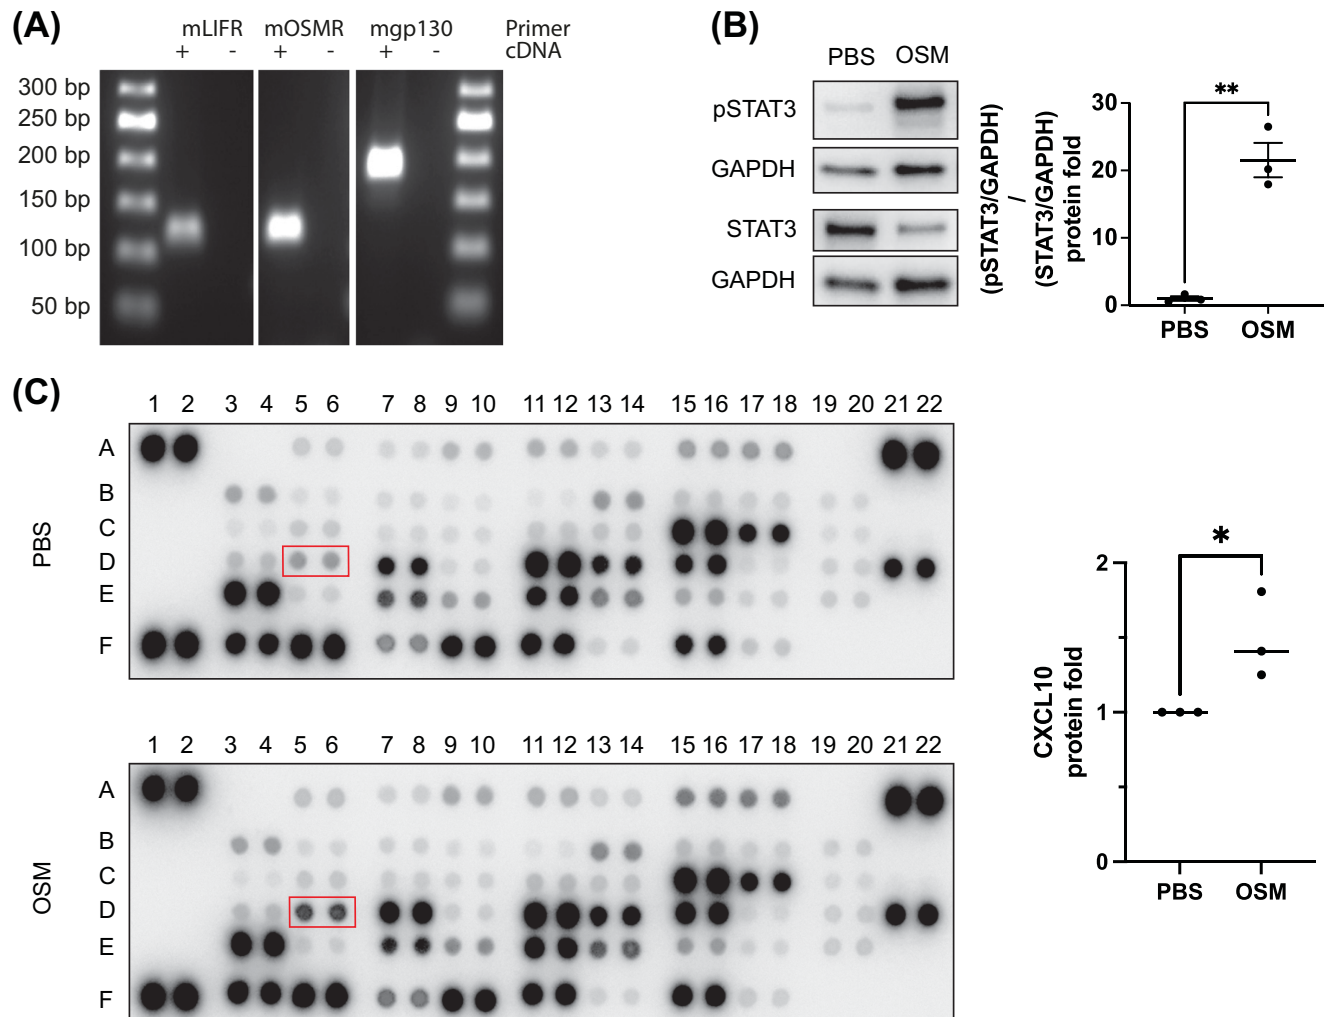 (A)
mLIFR mOSMR mgp130 Primer
+ - + - + - cDNA
300 bp
250 bp
200 bp
150 bp
100 bp
50 bp
(B)
PBS OSM
pSTAT3
GAPDH
STAT3
GAPDH
(pSTAT3/GAPDH)
/
(STAT3/GAPDH)
protein fold
**
30
20
10
0
PBS OSM
(C)
1 2 3 4 5 6 7 8 9 10 11 12 13 14 15 16 17 18 19 20 21 22
PBS
A
B
C
D
E
F
1 2 3 4 5 6 7 8 9 10 11 12 13 14 15 16 17 18 19 20 21 22
OSM
A
B
C
D
E
F
CXCL10
protein fold
*
2
1
0
PBS OSM